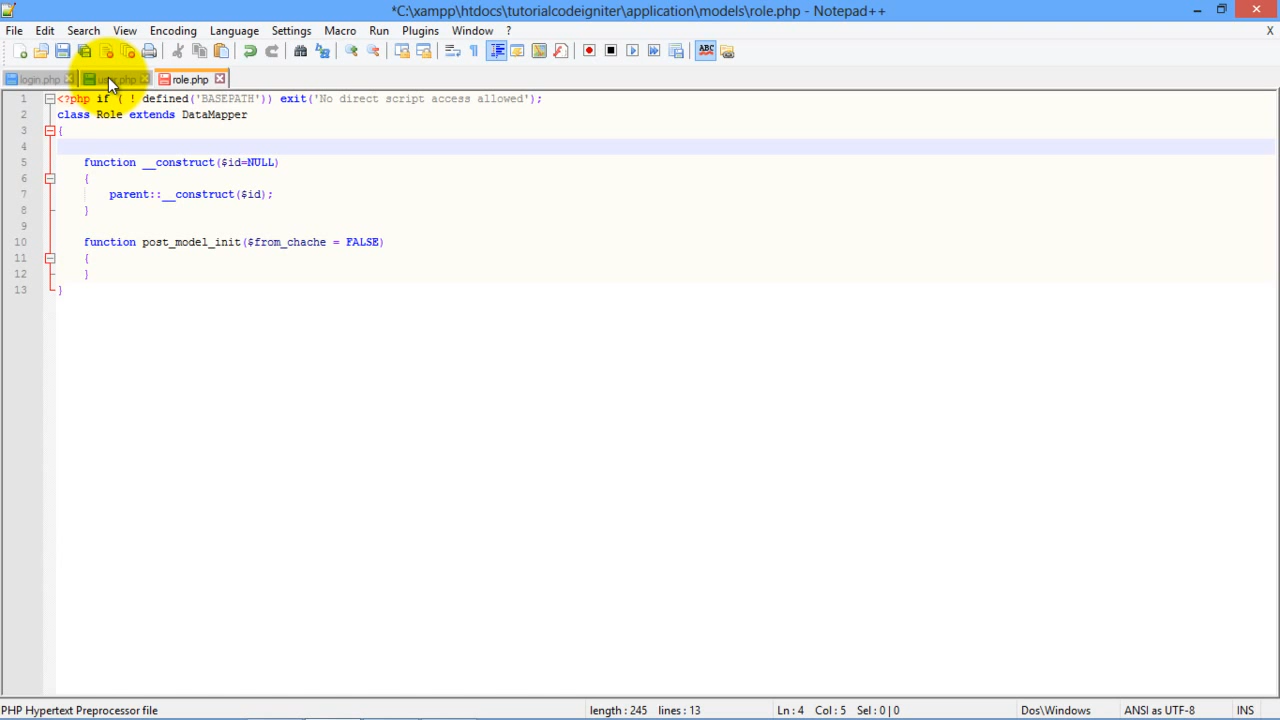 *C:\xampp\htdocs\tutorialcodeigniter\application\models\role.php - Notepad++
File Edit Search View Encoding Language Settings Macro Run Plugins Window ? X
login.php user.php role.php
1 <?php if ( ! defined('BASEPATH')) exit('No direct script access allowed');
2 class Role extends DataMapper
3 {
4
5 function __construct($id=NULL)
6 {
7 parent::__construct($id);
8 }
9
10 function post_model_init($from_chache = FALSE)
11 {
12 }
13 }
PHP Hypertext Preprocessor file length : 245 lines : 13 Ln : 4 Col : 5 Sel : 0 | 0 Dos\Windows ANSI as UTF-8 INS